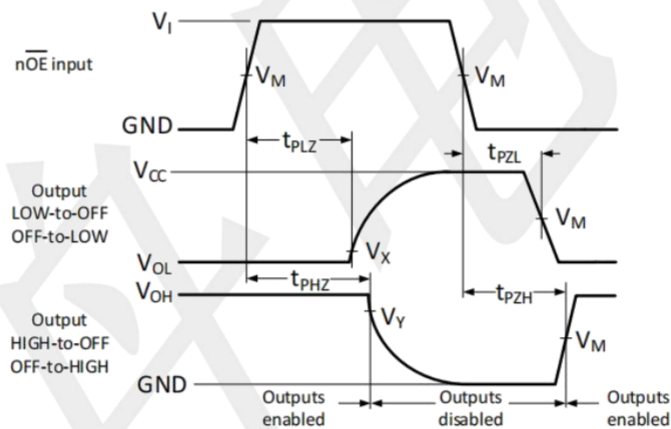 V_I
nOE̅ input
V_M
V_M
GND
t_PLZ
t_PZL
V_CC
Output
LOW-to-OFF
OFF-to-LOW
V_M
V_X
V_OL
t_PHZ
t_PZH
V_OH
Output
HIGH-to-OFF
OFF-to-HIGH
V_Y
V_M
GND
Outputs
enabled
Outputs
disabled
Outputs
enabled